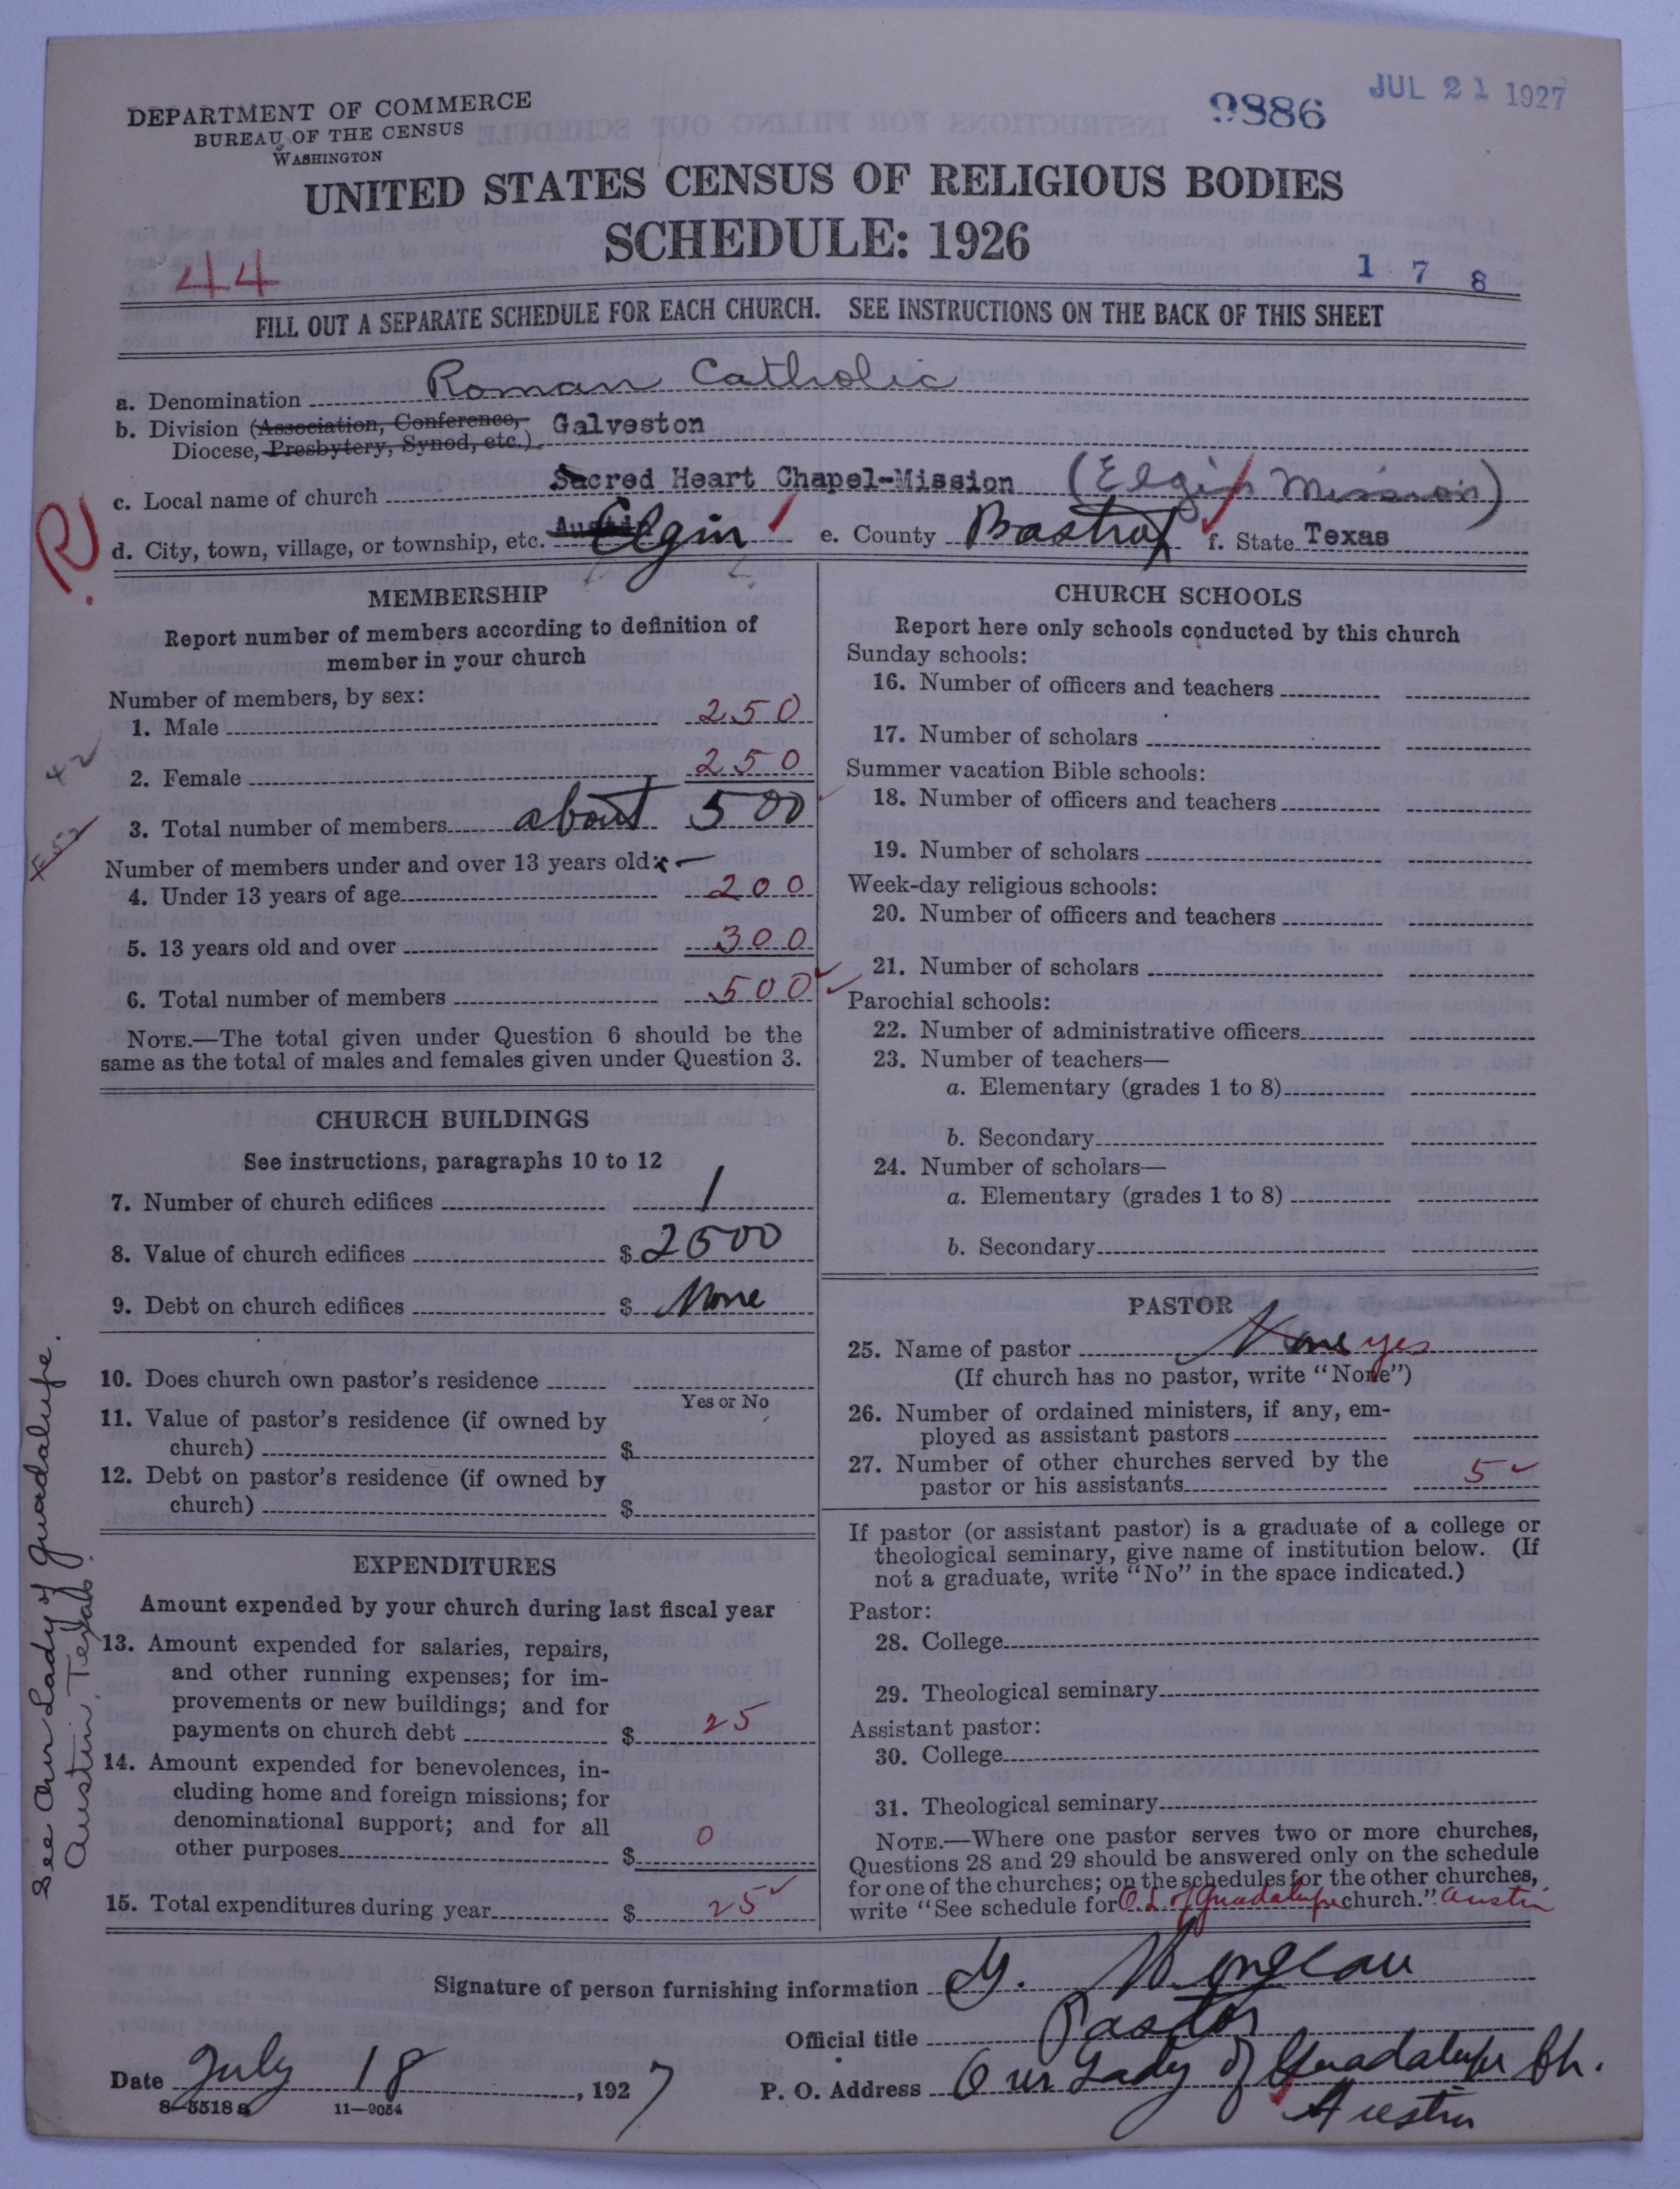 DEPARTMENT OF COMMERCE
BUREAU OF THE CENSUS
WASHINGTON
9886
JUL 21 1927
UNITED STATES CENSUS OF RELIGIOUS BODIES
SCHEDULE: 1926
44
1 7 8
FILL OUT A SEPARATE SCHEDULE FOR EACH CHURCH. SEE INSTRUCTIONS ON THE BACK OF THIS SHEET
a. Denomination Roman Catholic
b. Division (Association, Conference,
Diocese, Presbytery, Synod, etc.) Galveston
c. Local name of church Sacred Heart Chapel-Mission (Elgin Mission)
d. City, town, village, or township, etc. Austin Elgin e. County Bastrop f. State Texas
MEMBERSHIP
Report number of members according to definition of
member in your church
Number of members, by sex:
1. Male 250
2. Female 250
42
3. Total number of members about 500
Number of members under and over 13 years old:
4. Under 13 years of age 200
5. 13 years old and over 300
6. Total number of members 500
NOTE.—The total given under Question 6 should be the
same as the total of males and females given under Question 3.
CHURCH BUILDINGS
See instructions, paragraphs 10 to 12
7. Number of church edifices 1
8. Value of church edifices $ 2500
9. Debt on church edifices $ None
10. Does church own pastor's residence
Yes or No
11. Value of pastor's residence (if owned by
church) $
12. Debt on pastor's residence (if owned by
church) $
EXPENDITURES
Amount expended by your church during last fiscal year
13. Amount expended for salaries, repairs,
and other running expenses; for im-
provements or new buildings; and for
payments on church debt $ 25
14. Amount expended for benevolences, in-
cluding home and foreign missions; for
denominational support; and for all
other purposes $ 0
15. Total expenditures during year $ 25
See Our Lady of Guadalupe.
Austin, Texas.
CHURCH SCHOOLS
Report here only schools conducted by this church
Sunday schools:
16. Number of officers and teachers
17. Number of scholars
Summer vacation Bible schools:
18. Number of officers and teachers
19. Number of scholars
Week-day religious schools:
20. Number of officers and teachers
21. Number of scholars
Parochial schools:
22. Number of administrative officers
23. Number of teachers—
a. Elementary (grades 1 to 8)
b. Secondary
24. Number of scholars—
a. Elementary (grades 1 to 8)
b. Secondary
PASTOR
25. Name of pastor None yes
(If church has no pastor, write "None")
26. Number of ordained ministers, if any, em-
ployed as assistant pastors
27. Number of other churches served by the
pastor or his assistants 5
If pastor (or assistant pastor) is a graduate of a college or
theological seminary, give name of institution below. (If
not a graduate, write "No" in the space indicated.)
Pastor:
28. College
29. Theological seminary
Assistant pastor:
30. College
31. Theological seminary
NOTE.—Where one pastor serves two or more churches,
Questions 28 and 29 should be answered only on the schedule
for one of the churches; on the schedules for the other churches,
write "See schedule for O.L. of Guadalupe church." Austin
Signature of person furnishing information G. Mongeau
Official title Pastor
Date July 18, 1927 P. O. Address Our Lady of Guadalupe Ch.
Austin
8-5518a 11-9054